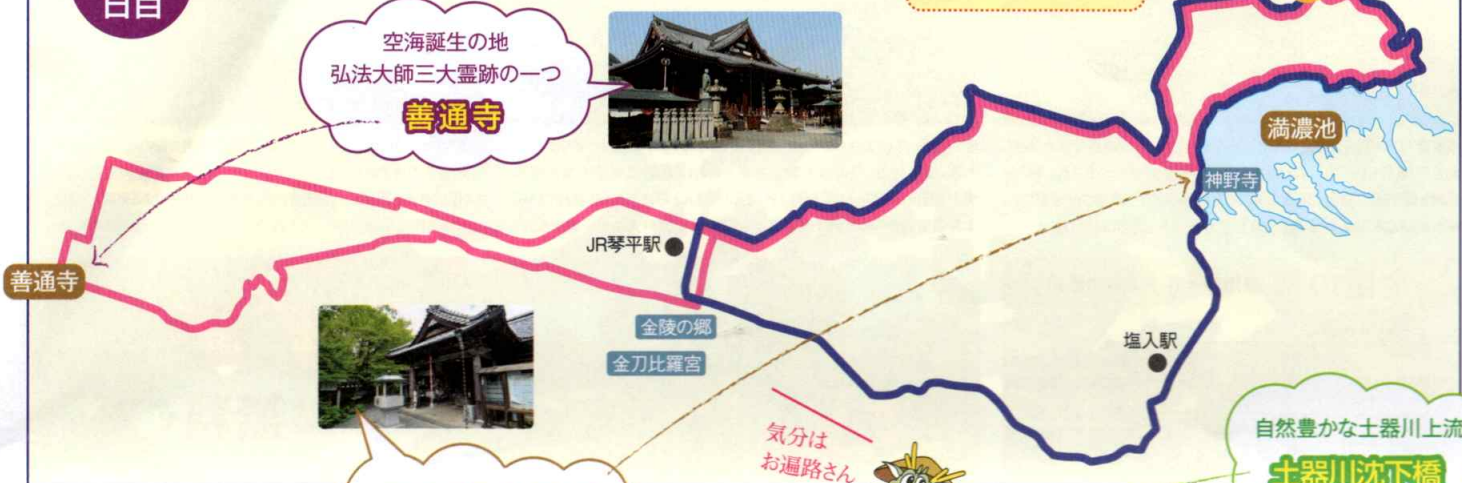 日目
空海誕生の地
弘法大師三大霊跡の一つ
善通寺
満濃池
神野寺
JR琴平駅
善通寺
金陵の郷
金刀比羅宮
塩入駅
気分は
お遍路さん
自然豊かな土器川上流
土器川沈下橋